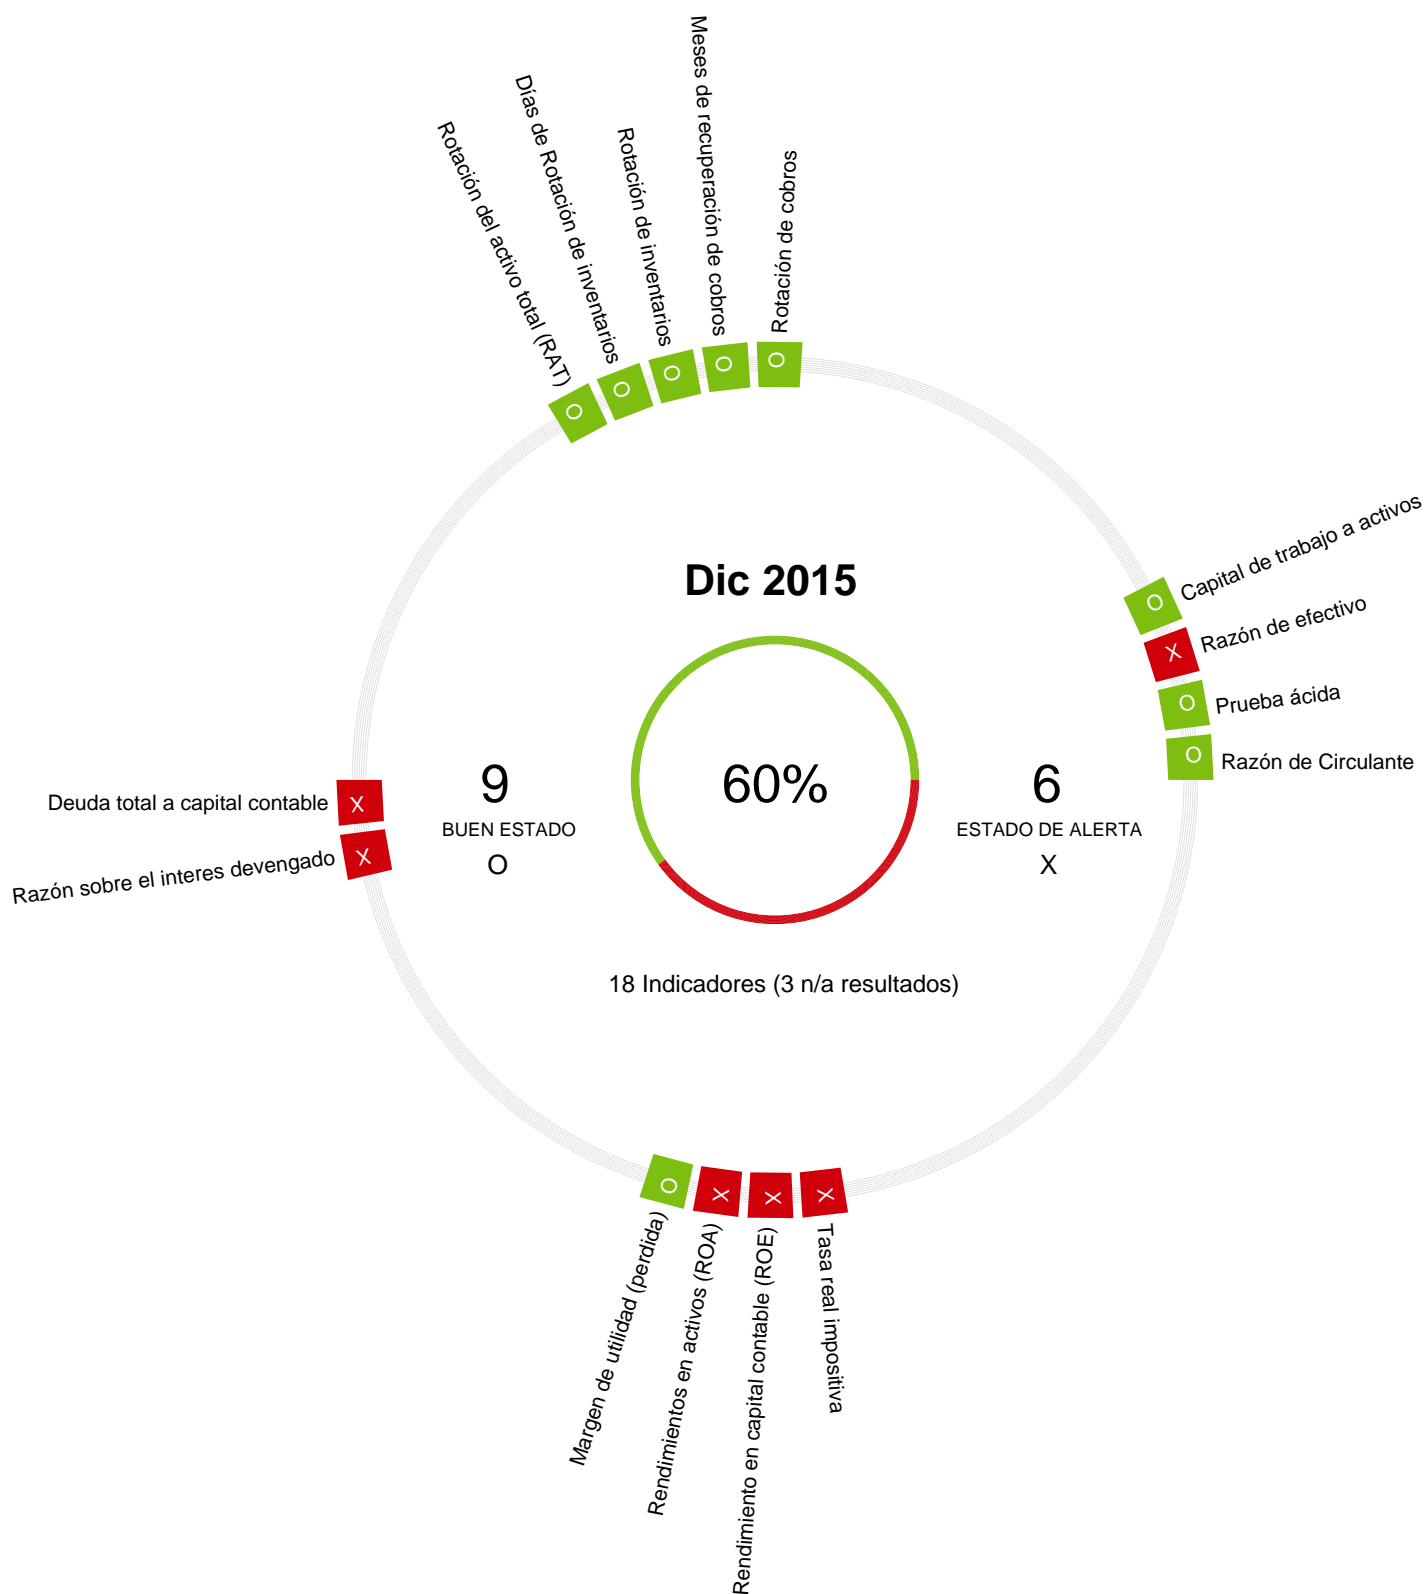 Meses de recuperación de cobros
Días de Rotación de inventarios
Rotación del activo total (RAT)
Rotación de inventarios
Rotación de cobros
O
O
O
O
O
Capital de trabajo a activos
O
Razón de efectivo
X
Prueba ácida
O
Razón de Circulante
O
Dic 2015
9
BUEN ESTADO
O
60%
6
ESTADO DE ALERTA
X
18 Indicadores (3 n/a resultados)
Deuda total a capital contable
X
Razón sobre el interes devengado
X
O
X
X
X
Margen de utilidad (perdida)
Rendimientos en activos (ROA)
Rendimiento en capital contable (ROE)
Tasa real impositiva